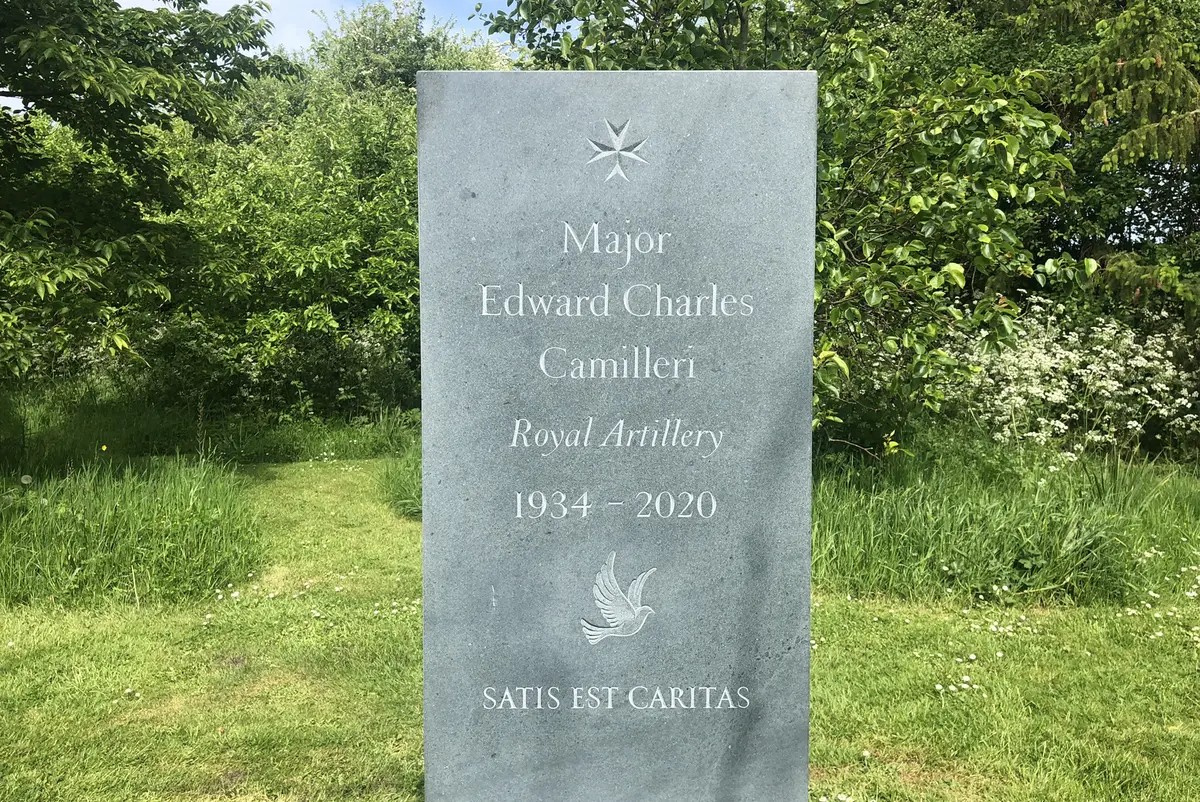 Major
Edward Charles
Camilleri
Royal Artillery
1934 – 2020
SATIS EST CARITAS